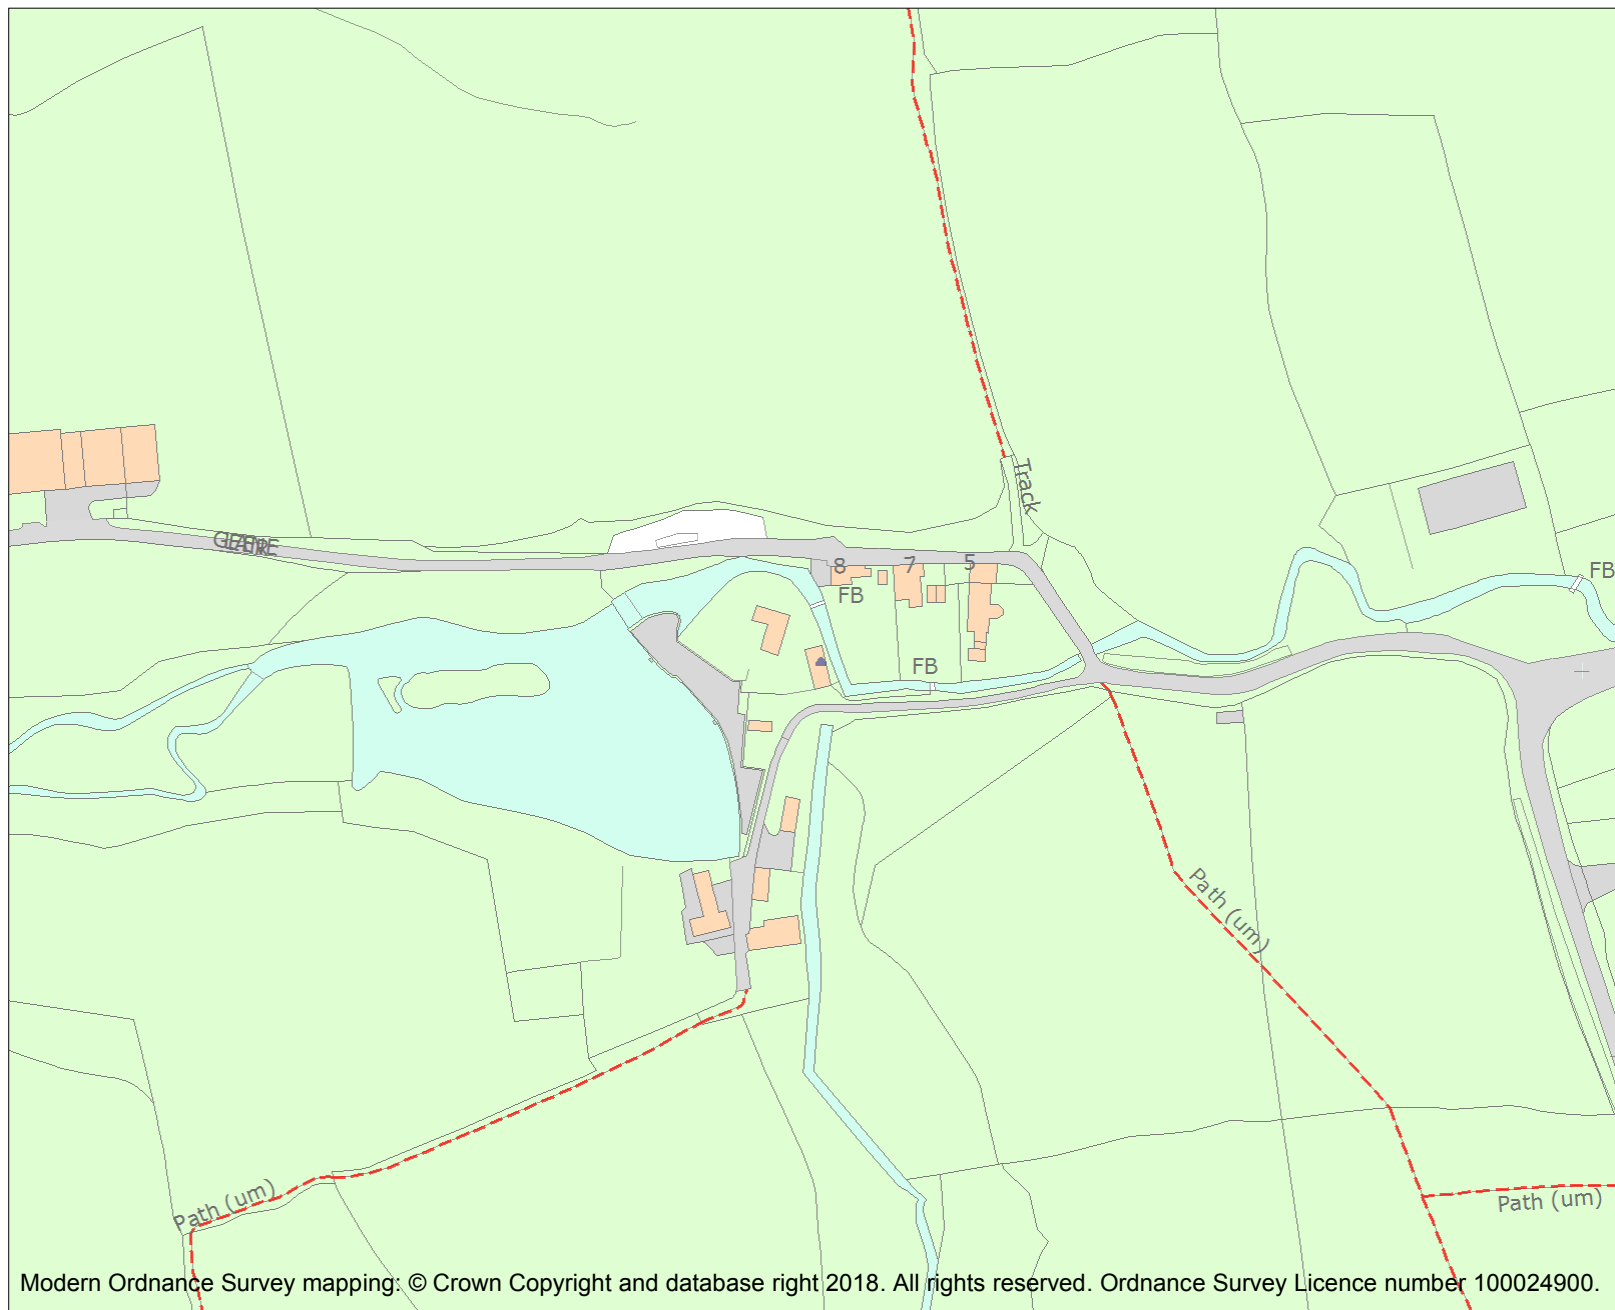 Track
8
7
5
FB
FB
FB
Path (um)
Path (um)
Path (um)
Modern Ordnance Survey mapping: © Crown Copyright and database right 2018. All rights reserved. Ordnance Survey Licence number 100024900.